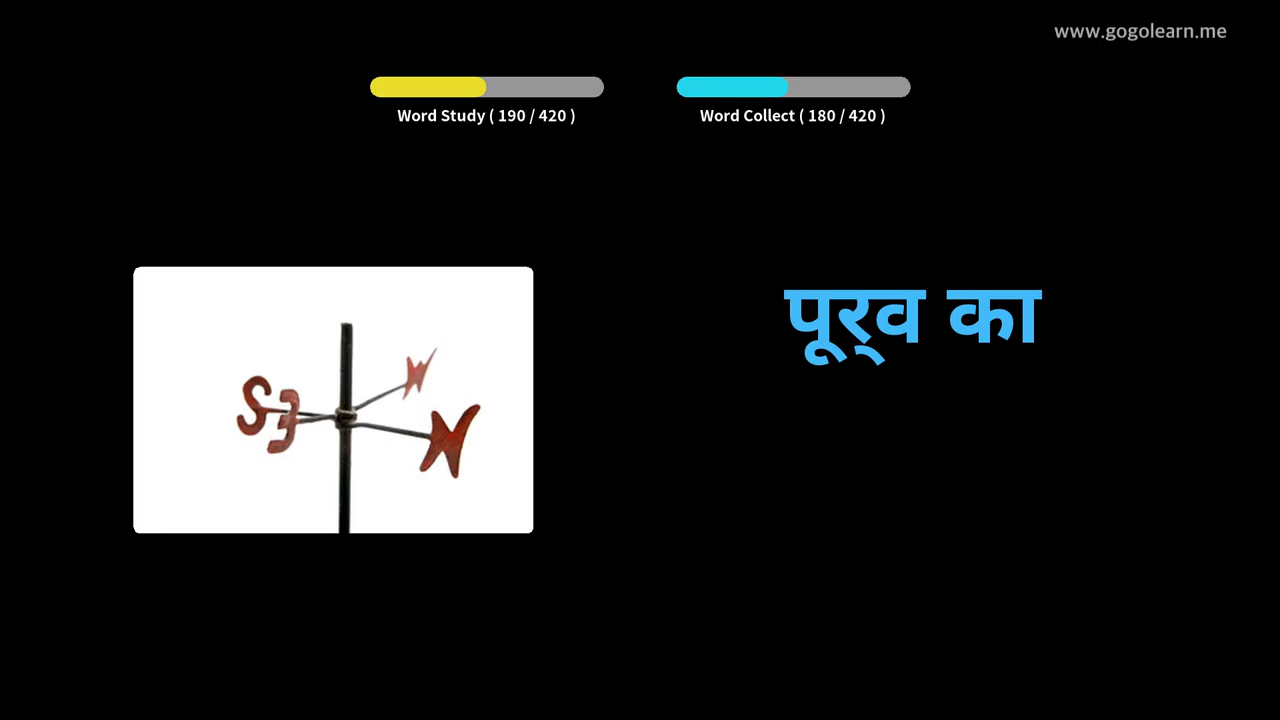 www.gogolearn.me
Word Study ( 190 / 420 )
Word Collect ( 180 / 420 )
S E N W
पूर्‌व का